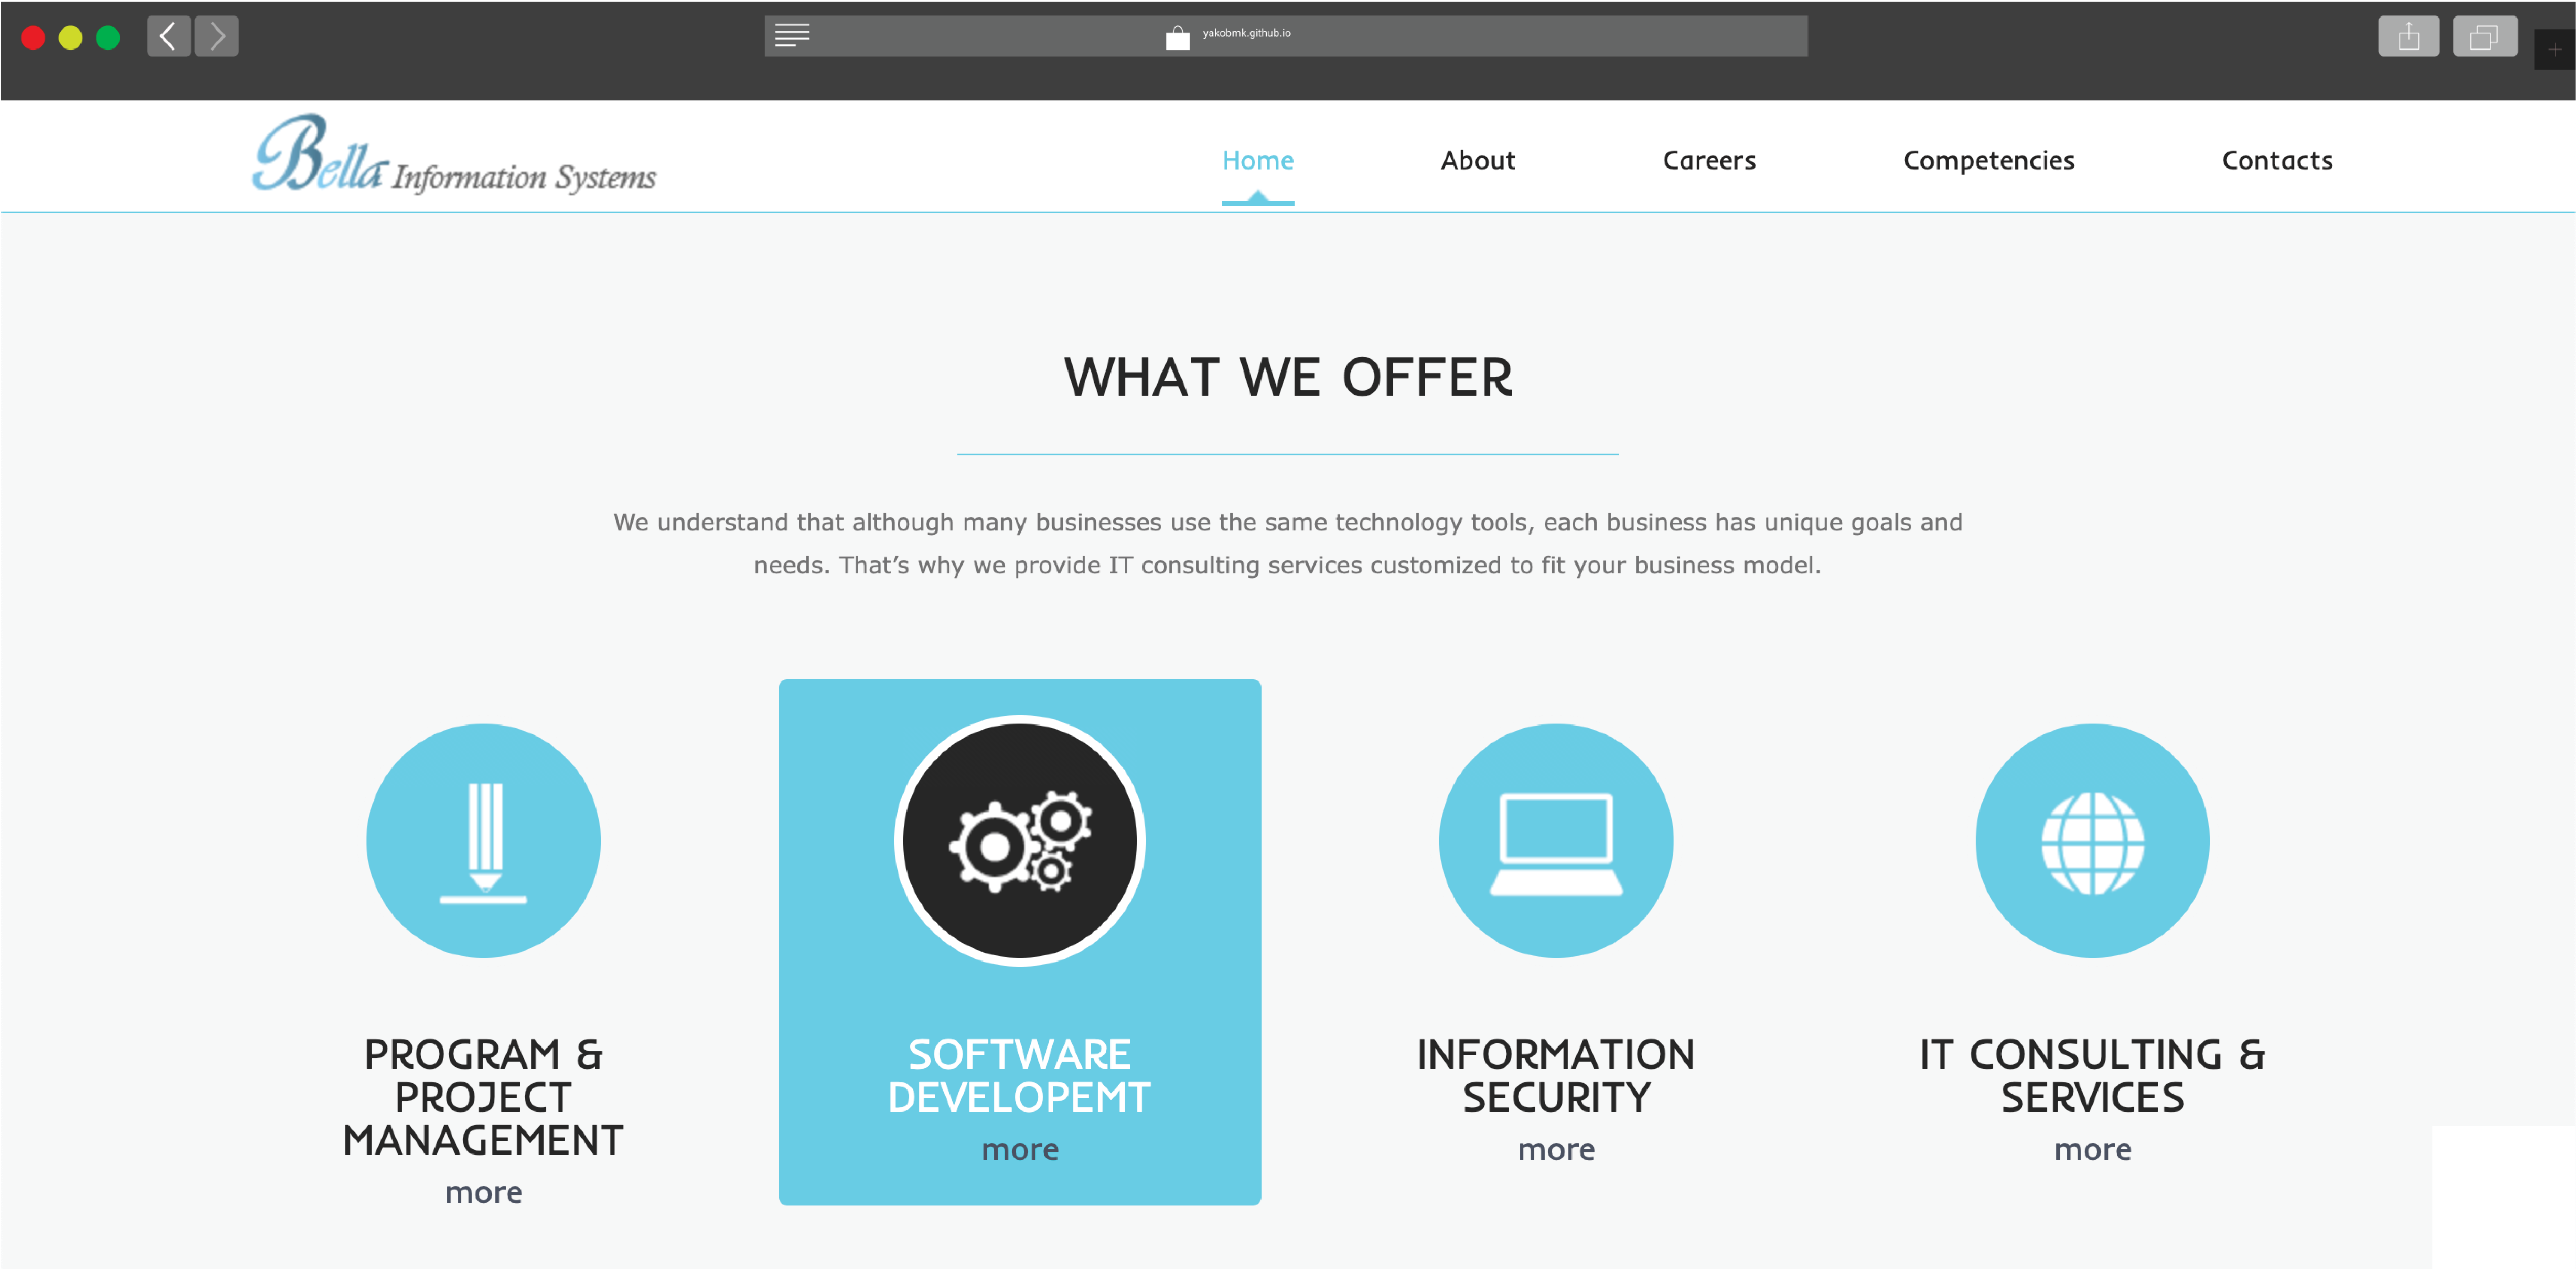 yakobmk.github.io
Bella Information Systems
Home About Careers Competencies Contacts
WHAT WE OFFER
We understand that although many businesses use the same technology tools, each business has unique goals and
needs. That’s why we provide IT consulting services customized to fit your business model.
PROGRAM &
PROJECT
MANAGEMENT
more
SOFTWARE
DEVELOPEMT
more
INFORMATION
SECURITY
more
IT CONSULTING &
SERVICES
more